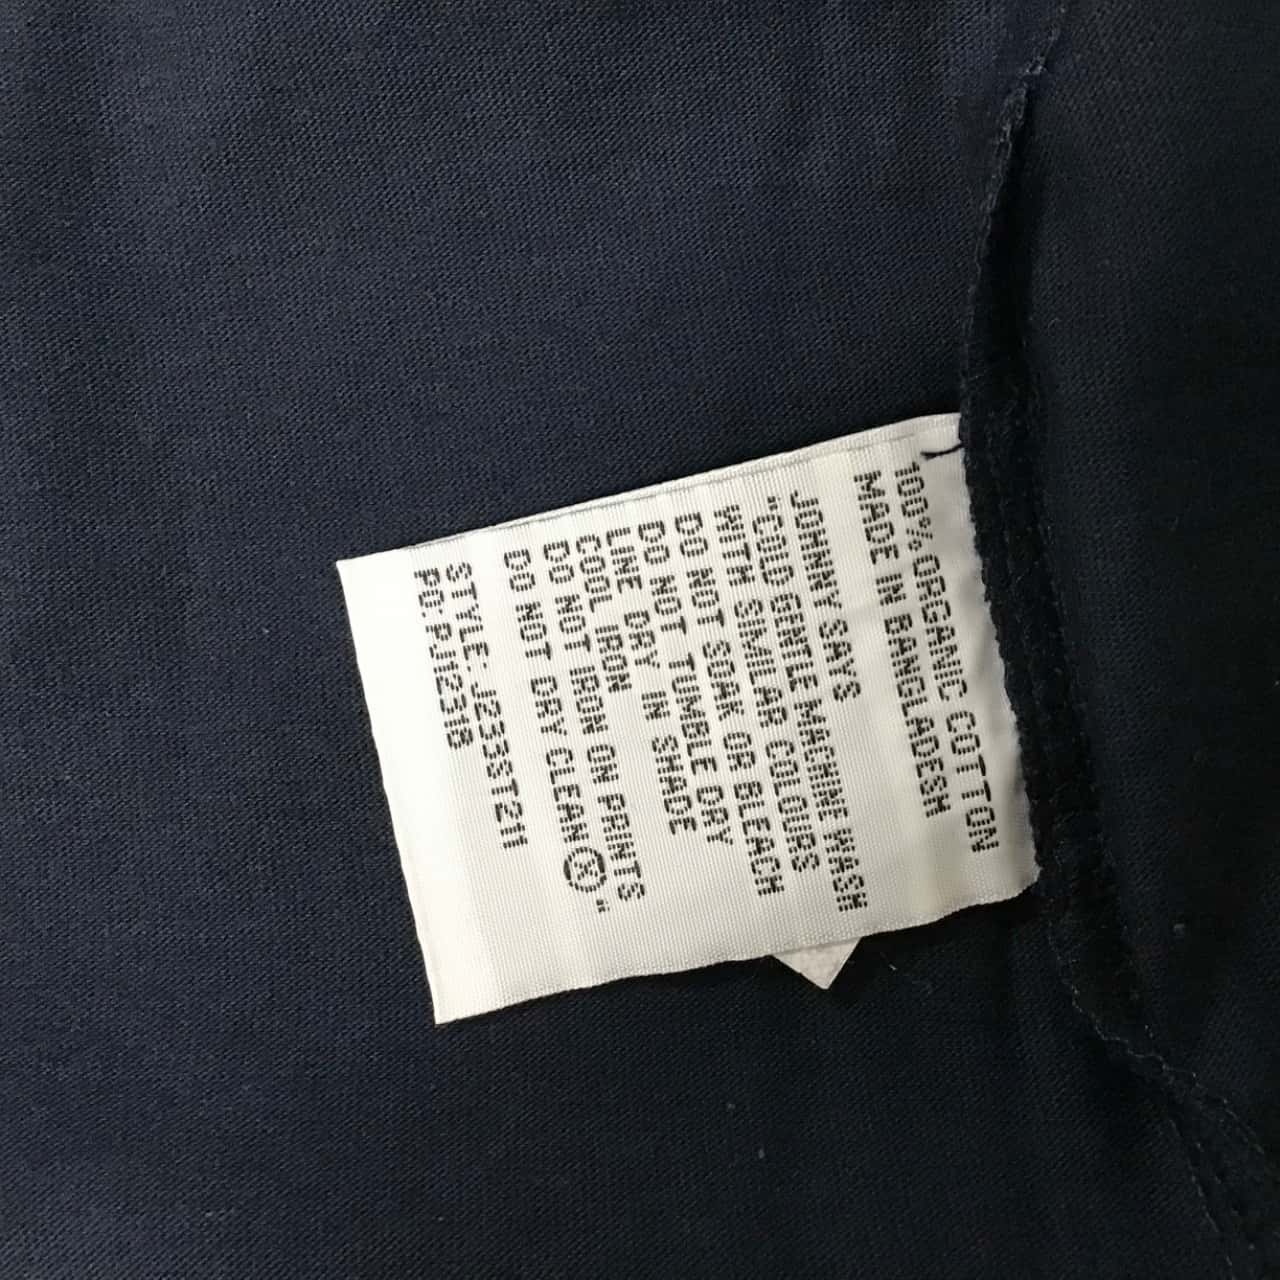 100% ORGANIC COTTON
MADE IN BANGLADESH
JOHNNY SAYS
"COLD GENTLE MACHINE WASH
WITH SIMILAR COLOURS
DO NOT SOAK OR BLEACH
DO NOT TUMBLE DRY
LINE DRY IN SHADE
COOL IRON
DO NOT IRON ON PRINTS
DO NOT DRY CLEAN Ⓧ"
STYLE: J233ST211
PO:PJ1231B